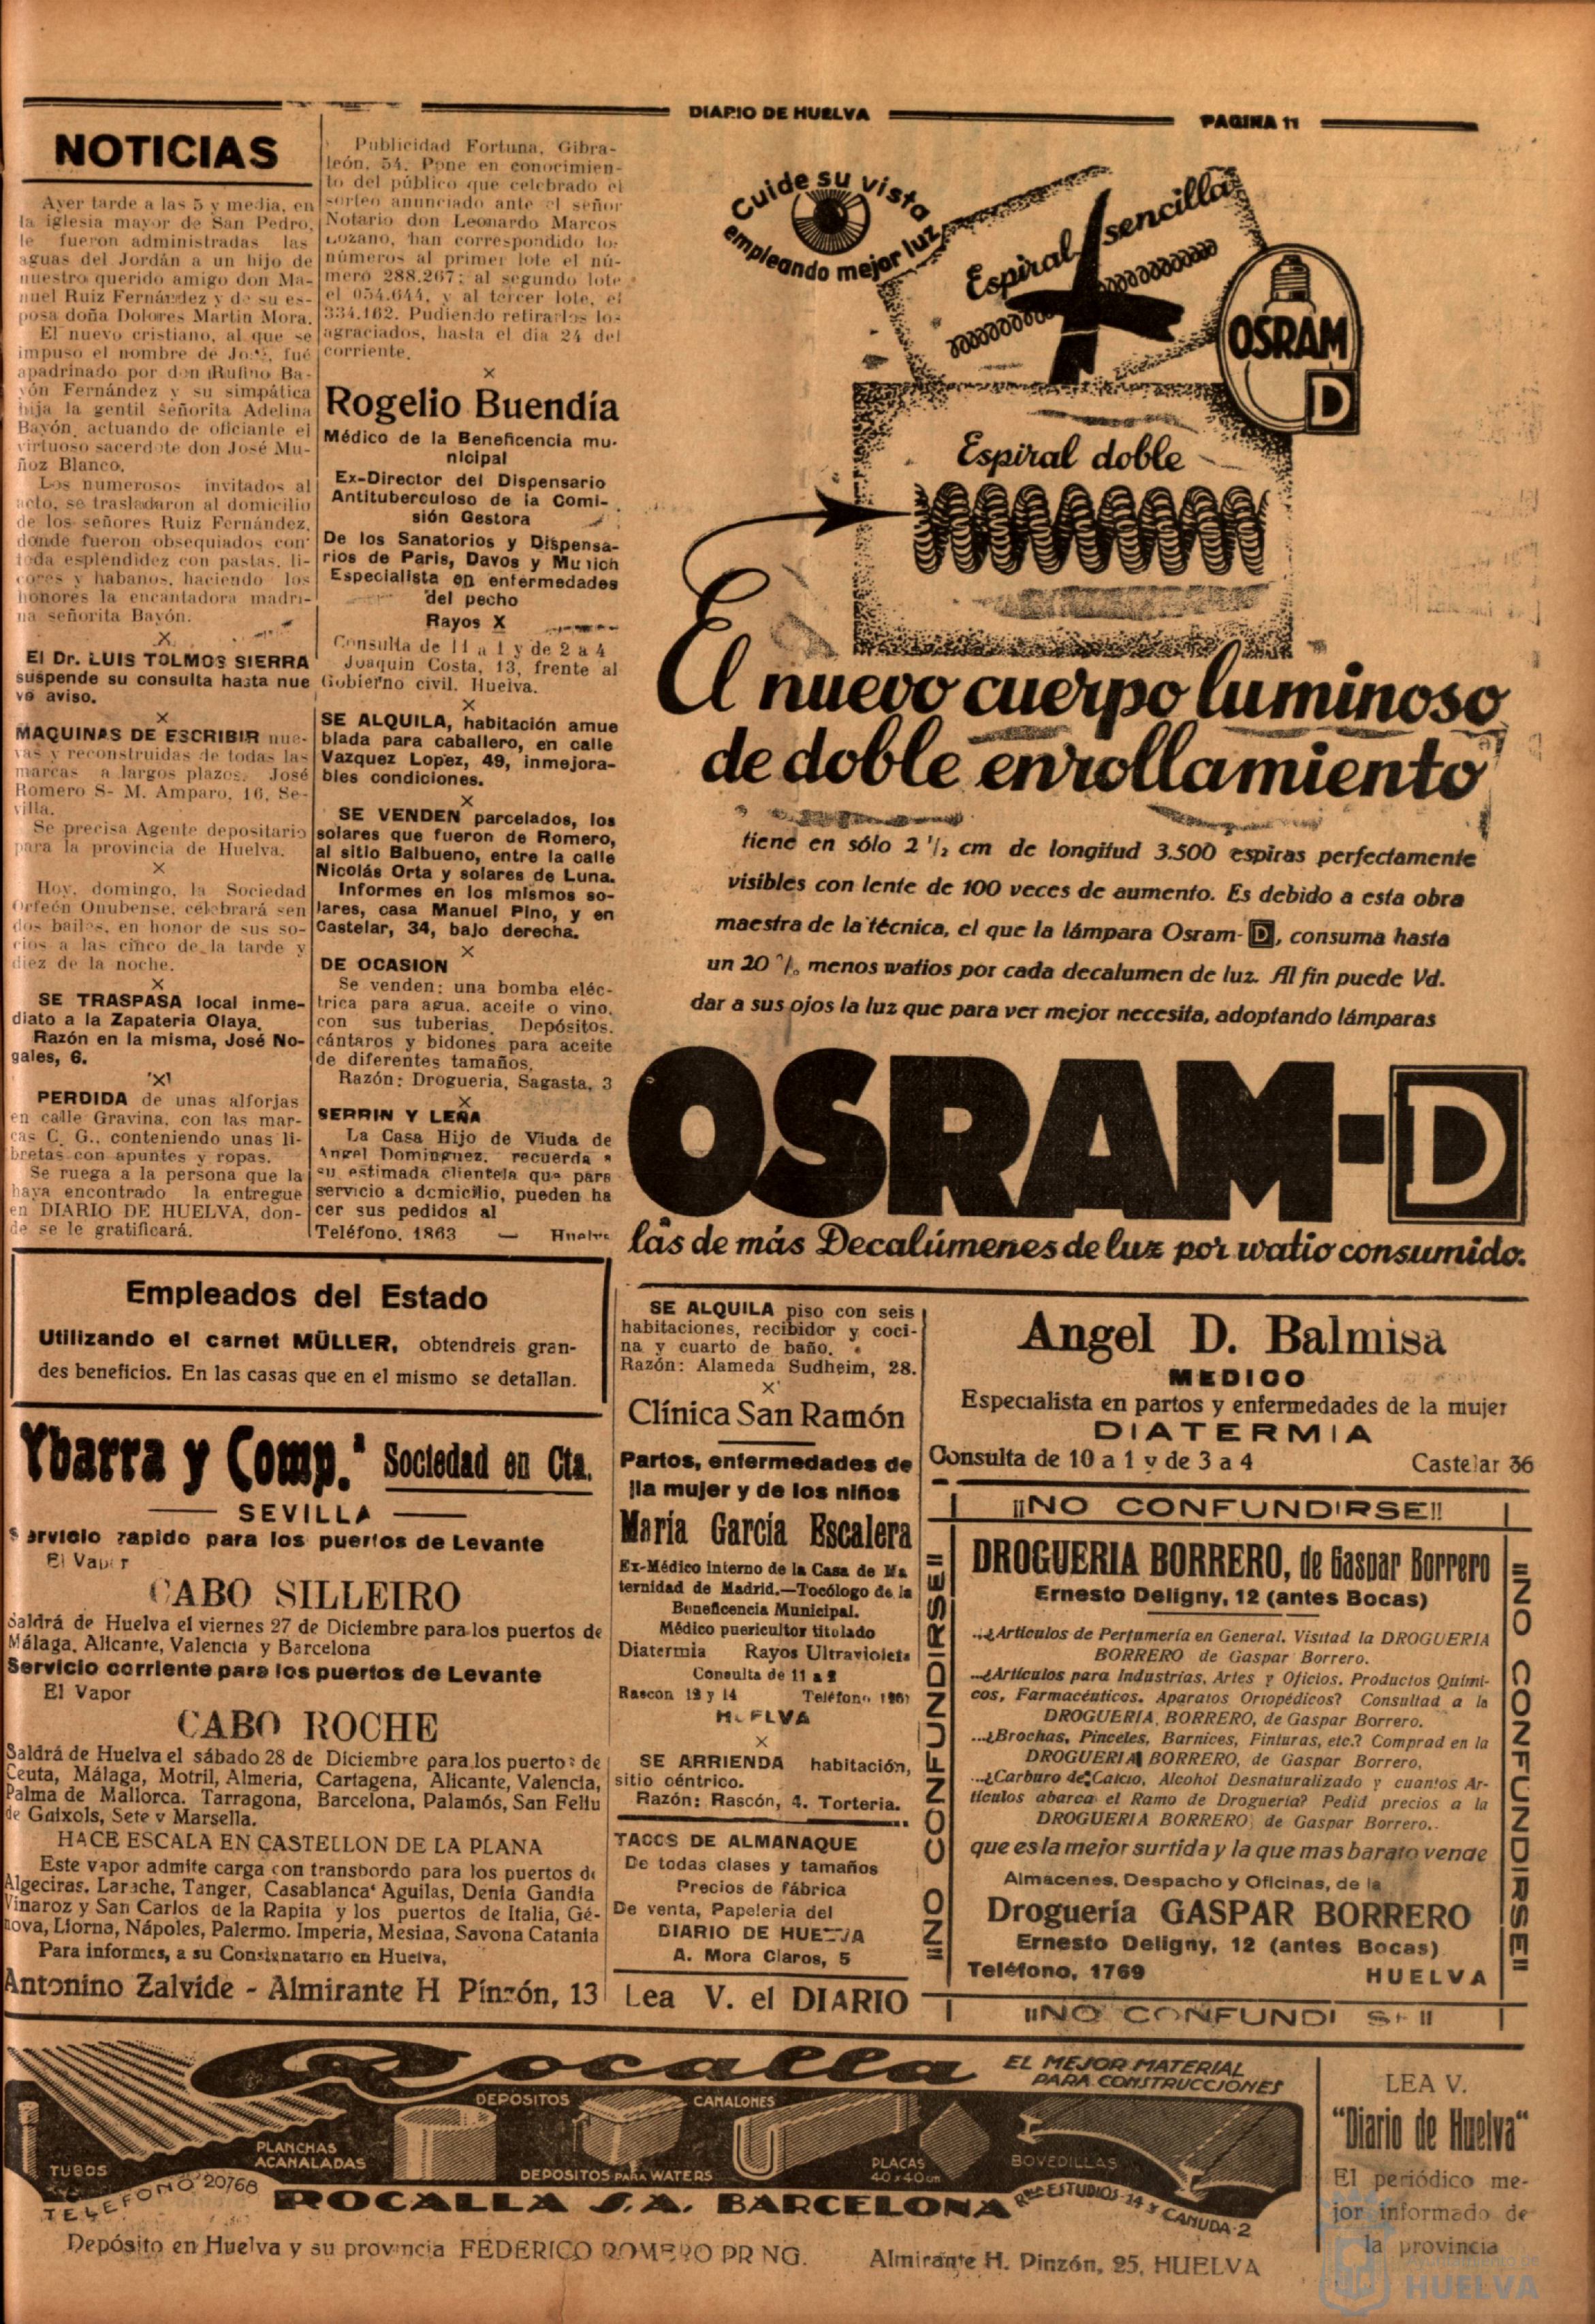 DIARIO DE HUELVA
PAGINA 11
NOTICIAS
Ayer tarde a las 5 y media, en
la iglesia mayor de San Pedro,
le fueron administradas las
aguas del Jordán a un hijo de
nuestro querido amigo don Ma-
nuel Ruiz Fernández y de su es-
posa doña Dolores Martin Mora.
El nuevo cristiano, al que se
impuso el nombre de José, fué
apadrinado por don Rufino Ba-
yón Fernández y su simpática
hija la gentil señorita Adelina
Bayón, actuando de oficiante el
virtuoso sacerdote don José Mu-
ñoz Blanco.
Los numerosos invitados al
acto, se trasladaron al domicilio
de los señores Ruiz Fernández,
donde fueron obsequiados con
toda esplendidez con pastas, li-
cores y habanos, haciendo los
honores la encantadora madri-
na señorita Bayón.
X
El Dr. LUIS TOLMOS SIERRA
suspende su consulta hasta nue
vo aviso.
X
MAQUINAS DE ESCRIBIR nue-
vas y reconstruidas de todas las
marcas a largos plazos. José
Romero S- M. Amparo, 16, Se-
villa.
Se precisa Agente depositario
para la provincia de Huelva.
X
Hoy, domingo, la Sociedad
Orfeón Onubense, celebrará sen
dos bailes, en honor de sus so-
cios a las cinco de la tarde y
diez de la noche.
X
SE TRASPASA local inme-
diato a la Zapateria Olaya.
Razón en la misma, José No-
gales, 6.
X
PERDIDA de unas alforjas
en calle Gravina, con las mar-
cas C. G., conteniendo unas li-
bretas con apuntes y ropas.
Se ruega a la persona que la
haya encontrado la entregue
en DIARIO DE HUELVA, don-
de se le gratificará.
Publicidad Fortuna, Gibra-
león, 54. Pone en conocimien-
to del público que celebrado el
sorteo anunciado ante el señor
Notario don Leonardo Marcos
Lozano, han correspondido los
números al primer lote el nú-
mero 288.267; al segundo lote
el 054.644, y al tercer lote, el
334.162. Pudiendo retirarlos los
agraciados, hasta el dia 24 del
corriente.
X
Rogelio Buendía
Médico de la Beneficencia mu-
nicipal
Ex-Director del Dispensario
Antituberculoso de la Comi-
sión Gestora
De los Sanatorios y Dispensa-
rios de Paris, Davos y Munich
Especialista en enfermedades
del pecho
Rayos X
Consulta de 11 a 1 y de 2 a 4
Joaquin Costa, 13, frente al
Gobierno civil. Huelva.
X
SE ALQUILA, habitación amue
blada para caballero, en calle
Vazquez Lopez, 49, inmejora-
bles condiciones.
X
SE VENDEN parcelados, los
solares que fueron de Romero,
al sitio Balbueno, entre la calle
Nicolás Orta y solares de Luna.
Informes en los mismos so-
lares, casa Manuel Pino, y en
Castelar, 34, bajo derecha.
X
DE OCASION
Se venden: una bomba eléc-
trica para agua, aceite o vino,
con sus tuberias. Depósitos,
cántaros y bidones para aceite
de diferentes tamaños.
Razón: Drogueria, Sagasta, 3
X
SERRIN Y LEÑA
La Casa Hijo de Viuda de
Angel Dominguez, recuerda a
su estimada clientela que para
servicio a domicilio, pueden ha
cer sus pedidos al
Teléfono, 1863 — Huelva
Cuide su vista
empleando mejor luz
Espiral sencilla
OSRAM
D
Espiral doble
El nuevo cuerpo luminoso
de doble enrollamiento
tiene en sólo 2 1/2 cm de longitud 3.500 espiras perfectamente
visibles con lente de 100 veces de aumento. Es debido a esta obra
maestra de la técnica, el que la lámpara Osram-D, consuma hasta
un 20 % menos watios por cada decalumen de luz. Al fin puede Vd.
dar a sus ojos la luz que para ver mejor necesita, adoptando lámparas
OSRAM-D
las de más Decalúmenes de luz por watio consumido.
Empleados del Estado
Utilizando el carnet MÜLLER, obtendreis gran-
des beneficios. En las casas que en el mismo se detallan.
Ybarra y Comp.ª Sociedad en Cta.
SEVILLA
Servicio rapido para los puertos de Levante
El Vapor
CABO SILLEIRO
Saldrá de Huelva el viernes 27 de Diciembre para los puertos de
Málaga, Alicante, Valencia y Barcelona
Servicio corriente para los puertos de Levante
El Vapor
CABO ROCHE
Saldrá de Huelva el sábado 28 de Diciembre para los puertos de
Ceuta, Málaga, Motril, Almeria, Cartagena, Alicante, Valencia,
Palma de Mallorca. Tarragona, Barcelona, Palamós, San Feliu
de Guixols, Sete y Marsella.
HACE ESCALA EN CASTELLON DE LA PLANA
Este vapor admite carga con transbordo para los puertos de
Algeciras, Larache, Tanger, Casablanca Aguilas, Denia Gandia
Vinaroz y San Carlos de la Rapita y los puertos de Italia, Gé-
nova, Liorna, Nápoles, Palermo. Imperia, Mesina, Savona Catania
Para informes, a su Consignatario en Huelva,
Antonino Zalvide - Almirante H Pinzón, 13
SE ALQUILA piso con seis
habitaciones, recibidor y coci-
na y cuarto de baño.
Razón: Alameda Sudheim, 28.
X
Clínica San Ramón
Partos, enfermedades de
la mujer y de los niños
María García Escalera
Ex-Médico interno de la Casa de Ma
ternidad de Madrid.—Tocólogo de la
Beneficencia Municipal.
Médico puericultor titulado
Diatermia Rayos Ultravioleta
Consulta de 11 a 2
Rascon 12 y 14 Teléfono 1961
HUELVA
X
SE ARRIENDA habitación,
sitio céntrico.
Razón: Rascón, 4. Torteria.
TACOS DE ALMANAQUE
De todas clases y tamaños
Precios de fábrica
De venta, Papeleria del
DIARIO DE HUELVA
A. Mora Claros, 5
Lea V. el DIARIO
Angel D. Balmisa
MEDICO
Especialista en partos y enfermedades de la mujer
DIATERMIA
Consulta de 10 a 1 y de 3 a 4 Castelar 36
¡¡NO CONFUNDIRSE!!
¡¡NO CONFUNDIRSE!!
¡¡NO CONFUNDIRSE!!
DROGUERIA BORRERO, de Gaspar Borrero
Ernesto Deligny, 12 (antes Bocas)
...¿Articulos de Perfumería en General. Visitad la DROGUERIA
BORRERO de Gaspar Borrero.
...¿Artículos para Industrias, Artes y Oficios, Productos Quimi-
cos, Farmacéuticos. Aparatos Ortopédicos? Consultad a la
DROGUERIA, BORRERO, de Gaspar Borrero.
...¿Brochas, Pinceles, Barnices, Finturas, etc.? Comprad en la
DROGUERIA BORRERO, de Gaspar Borrero,
...¿Carburo de Calcio, Alcohol Desnaturalizado y cuantos Ar-
tículos abarca el Ramo de Droguería? Pedid precios a la
DROGUERIA BORRERO, de Gaspar Borrero..
que es la mejor surtida y la que mas barato vende
Almacenes, Despacho y Oficinas, de la
Droguería GASPAR BORRERO
Ernesto Deligny, 12 (antes Bocas)
Teléfono, 1769 HUELVA
¡¡NO CONFUNDI SE!!
Rocalla
EL MEJOR MATERIAL
PARA CONSTRUCCIONES
TUBOS
PLANCHAS
ACANALADAS
DEPOSITOS
DEPOSITOS PARA WATERS
CANALONES
PLACAS
40 x 40 cm
BOVEDILLAS
TELEFONO 20768
ROCALLA S.A. BARCELONA
Rda ESTUDIOS-14 y CANUDA-2
Depósito en Huelva y su provincia FEDERICO ROMERO PRNG. Almirante H. Pinzón, 25, HUELVA
LEA V.
"Diario de Huelva"
El periódico me-
jor informado de
la provincia
HUELVA